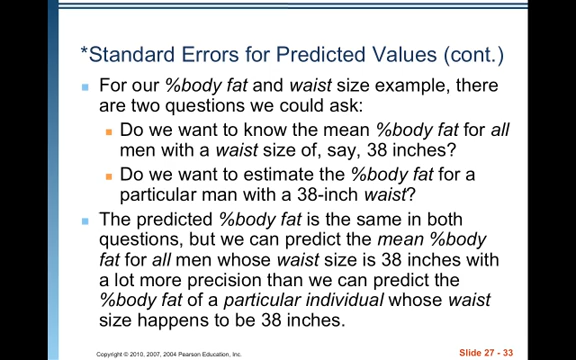 *Standard Errors for Predicted Values (cont.)
For our %body fat and waist size example, there
are two questions we could ask:
Do we want to know the mean %body fat for all
men with a waist size of, say, 38 inches?
Do we want to estimate the %body fat for a
particular man with a 38-inch waist?
The predicted %body fat is the same in both
questions, but we can predict the mean %body
fat for all men whose waist size is 38 inches with
a lot more precision than we can predict the
%body fat of a particular individual whose waist
size happens to be 38 inches.
Copyright © 2010, 2007, 2004 Pearson Education, Inc.
Slide 27 - 33